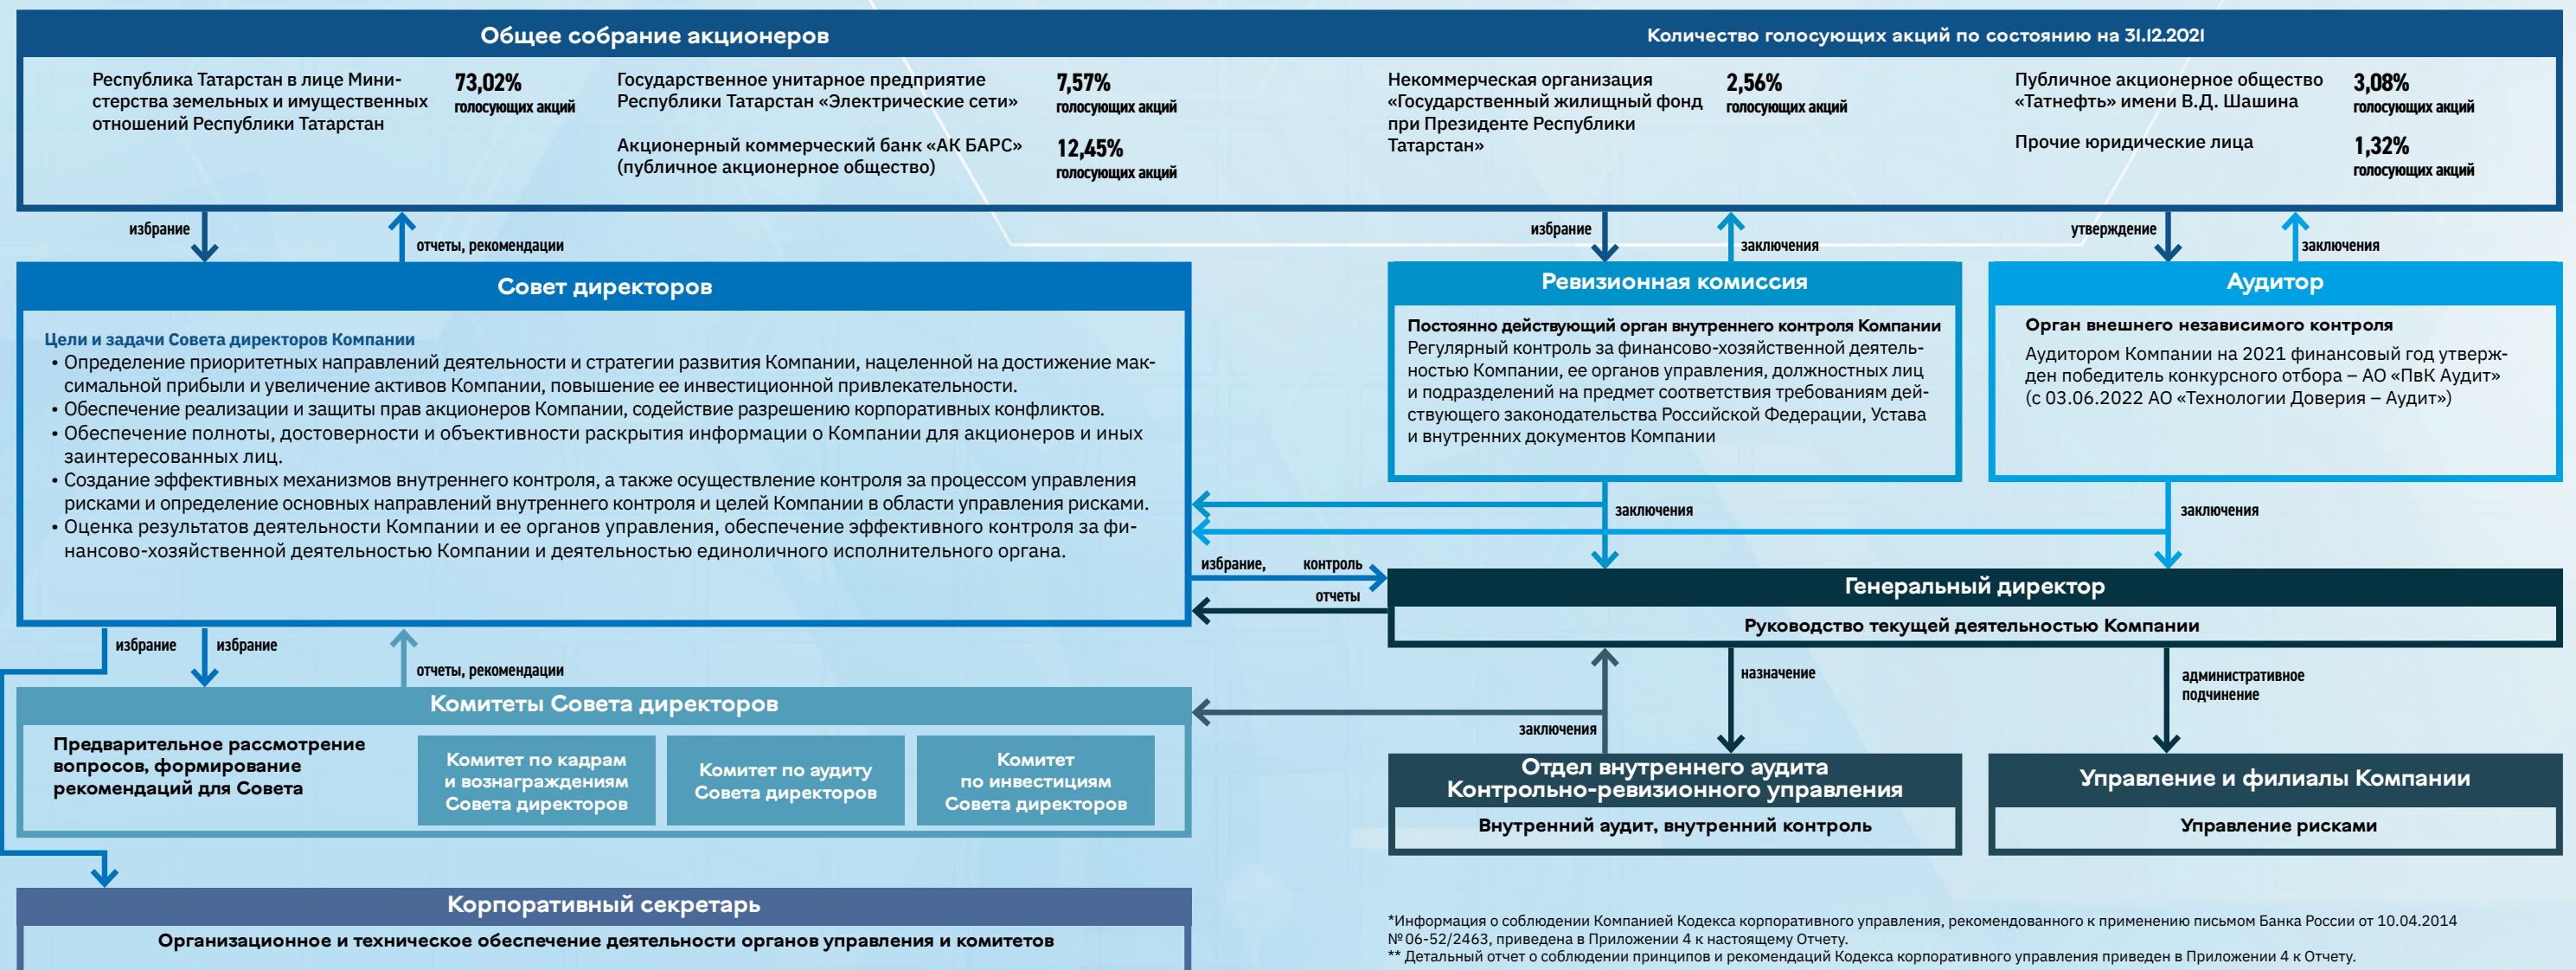 Общее собрание акционеров
Количество голосующих акций по состоянию на 31.12.2021
Республика Татарстан в лице Мини-
стерства земельных и имущественных
отношений Республики Татарстан
73,02%
голосующих акций
Государственное унитарное предприятие
Республики Татарстан «Электрические сети»
7,57%
голосующих акций
Акционерный коммерческий банк «АК БАРС»
(публичное акционерное общество)
12,45%
голосующих акций
Некоммерческая организация
«Государственный жилищный фонд
при Президенте Республики
Татарстан»
2,56%
голосующих акций
Публичное акционерное общество
«Татнефть» имени В.Д. Шашина
3,08%
голосующих акций
Прочие юридические лица
1,32%
голосующих акций
избрание
отчеты, рекомендации
избрание
заключения
утверждение
заключения
Совет директоров
Цели и задачи Совета директоров Компании
• Определение приоритетных направлений деятельности и стратегии развития Компании, нацеленной на достижение мак-
симальной прибыли и увеличение активов Компании, повышение ее инвестиционной привлекательности.
• Обеспечение реализации и защиты прав акционеров Компании, содействие разрешению корпоративных конфликтов.
• Обеспечение полноты, достоверности и объективности раскрытия информации о Компании для акционеров и иных
заинтересованных лиц.
• Создание эффективных механизмов внутреннего контроля, а также осуществление контроля за процессом управления
рисками и определение основных направлений внутреннего контроля и целей Компании в области управления рисками.
• Оценка результатов деятельности Компании и ее органов управления, обеспечение эффективного контроля за фи-
нансово-хозяйственной деятельностью Компании и деятельностью единоличного исполнительного органа.
Ревизионная комиссия
Постоянно действующий орган внутреннего контроля Компании
Регулярный контроль за финансово-хозяйственной деятель-
ностью Компании, ее органов управления, должностных лиц
и подразделений на предмет соответствия требованиям дей-
ствующего законодательства Российской Федерации, Устава
и внутренних документов Компании
Аудитор
Орган внешнего независимого контроля
Аудитором Компании на 2021 финансовый год утверж-
ден победитель конкурсного отбора – АО «ПвК Аудит»
(с 03.06.2022 АО «Технологии Доверия – Аудит»)
заключения
заключения
избрание, контроль
отчеты
Генеральный директор
Руководство текущей деятельностью Компании
избрание
избрание
отчеты, рекомендации
назначение
административное
подчинение
заключения
Комитеты Совета директоров
Предварительное рассмотрение
вопросов, формирование
рекомендаций для Совета
Комитет по кадрам
и вознаграждениям
Совета директоров
Комитет по аудиту
Совета директоров
Комитет
по инвестициям
Совета директоров
Отдел внутреннего аудита
Контрольно-ревизионного управления
Внутренний аудит, внутренний контроль
Управление и филиалы Компании
Управление рисками
Корпоративный секретарь
Организационное и техническое обеспечение деятельности органов управления и комитетов
*Информация о соблюдении Компанией Кодекса корпоративного управления, рекомендованного к применению письмом Банка России от 10.04.2014
№ 06-52/2463, приведена в Приложении 4 к настоящему Отчету.
** Детальный отчет о соблюдении принципов и рекомендаций Кодекса корпоративного управления приведен в Приложении 4 к Отчету.